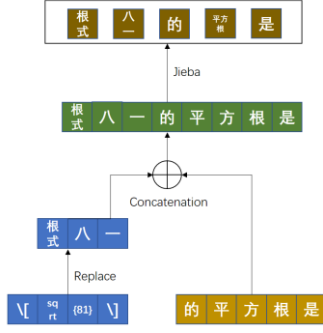 根式 八一 的 平方根 是
Jieba
根式 八 一 的 平 方 根 是
Concatenation
根式 八 一
Replace
\[ sqrt {81} \] 的 平 方 根 是